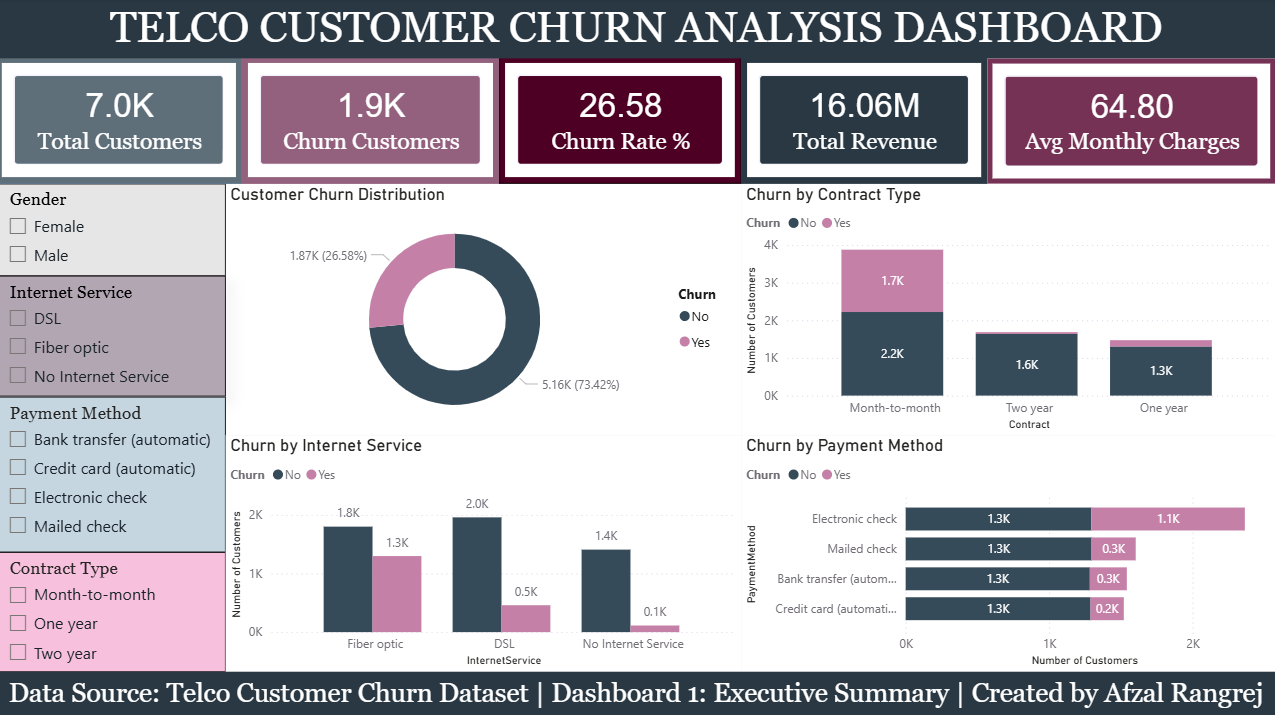 TELCO CUSTOMER CHURN ANALYSIS DASHBOARD
7.0K
Total Customers
1.9K
Churn Customers
26.58
Churn Rate %
16.06M
Total Revenue
64.80
Avg Monthly Charges
Gender
Female
Male
Internet Service
DSL
Fiber optic
No Internet Service
Payment Method
Bank transfer (automatic)
Credit card (automatic)
Electronic check
Mailed check
Contract Type
Month-to-month
One year
Two year
Customer Churn Distribution
1.87K (26.58%)
5.16K (73.42%)
Churn
No
Yes
Churn by Contract Type
Churn No Yes
Number of Customers
4K
3K
2K
1K
0K
1.7K
2.2K
1.6K
1.3K
Month-to-month Two year One year
Contract
Churn by Internet Service
Churn No Yes
Number of Customers
2K
1K
0K
1.8K
1.3K
2.0K
0.5K
1.4K
0.1K
Fiber optic DSL No Internet Service
InternetService
Churn by Payment Method
Churn No Yes
PaymentMethod
Electronic check 1.3K 1.1K
Mailed check 1.3K 0.3K
Bank transfer (autom... 1.3K 0.3K
Credit card (automati... 1.3K 0.2K
0K 1K 2K
Number of Customers
Data Source: Telco Customer Churn Dataset | Dashboard 1: Executive Summary | Created by Afzal Rangrej